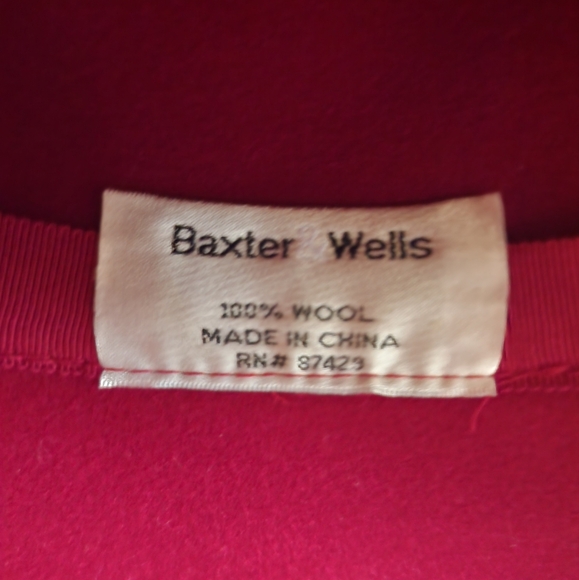 Baxter Wells
100% WOOL
MADE IN CHINA
RN# 87429